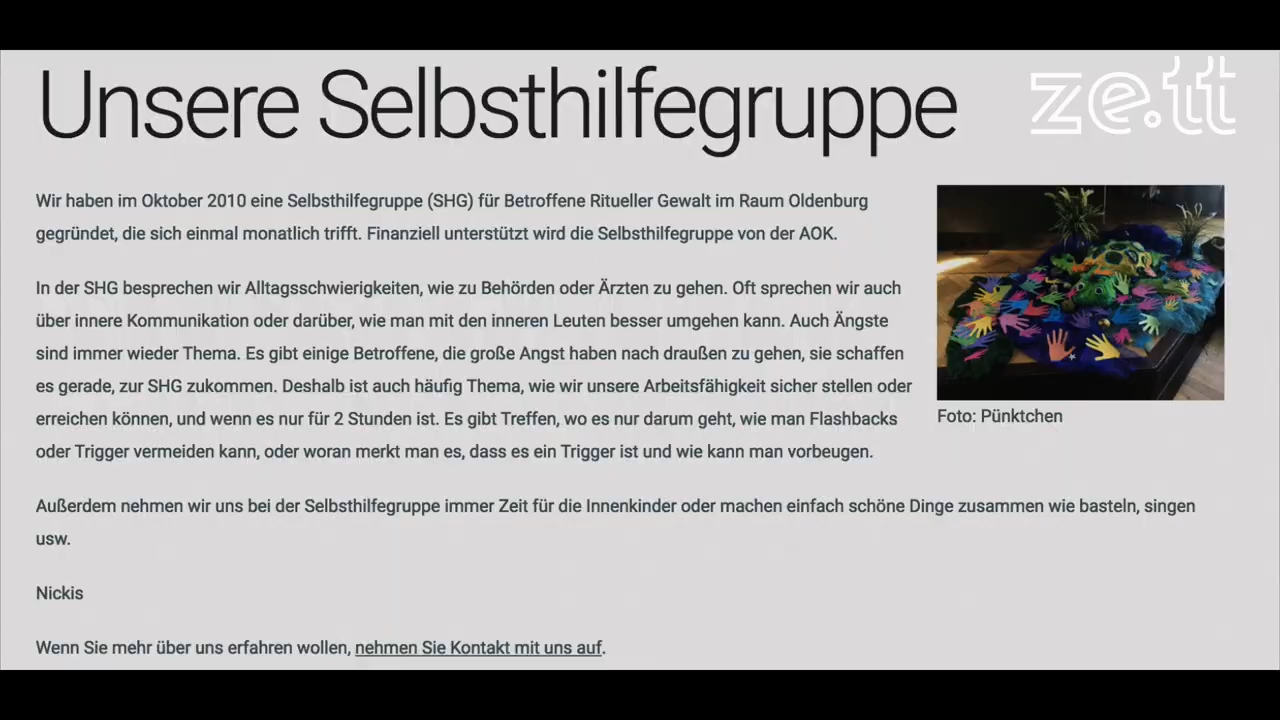 Unsere Selbsthilfegruppe
ze.tt
Wir haben im Oktober 2010 eine Selbsthilfegruppe (SHG) für Betroffene Ritueller Gewalt im Raum Oldenburg
gegründet, die sich einmal monatlich trifft. Finanziell unterstützt wird die Selbsthilfegruppe von der AOK.
In der SHG besprechen wir Alltagsschwierigkeiten, wie zu Behörden oder Ärzten zu gehen. Oft sprechen wir auch
über innere Kommunikation oder darüber, wie man mit den inneren Leuten besser umgehen kann. Auch Ängste
sind immer wieder Thema. Es gibt einige Betroffene, die große Angst haben nach draußen zu gehen, sie schaffen
es gerade, zur SHG zukommen. Deshalb ist auch häufig Thema, wie wir unsere Arbeitsfähigkeit sicher stellen oder
erreichen können, und wenn es nur für 2 Stunden ist. Es gibt Treffen, wo es nur darum geht, wie man Flashbacks
oder Trigger vermeiden kann, oder woran merkt man es, dass es ein Trigger ist und wie kann man vorbeugen.
Foto: Pünktchen
Außerdem nehmen wir uns bei der Selbsthilfegruppe immer Zeit für die Innenkinder oder machen einfach schöne Dinge zusammen wie basteln, singen
usw.
Nickis
Wenn Sie mehr über uns erfahren wollen, nehmen Sie Kontakt mit uns auf.